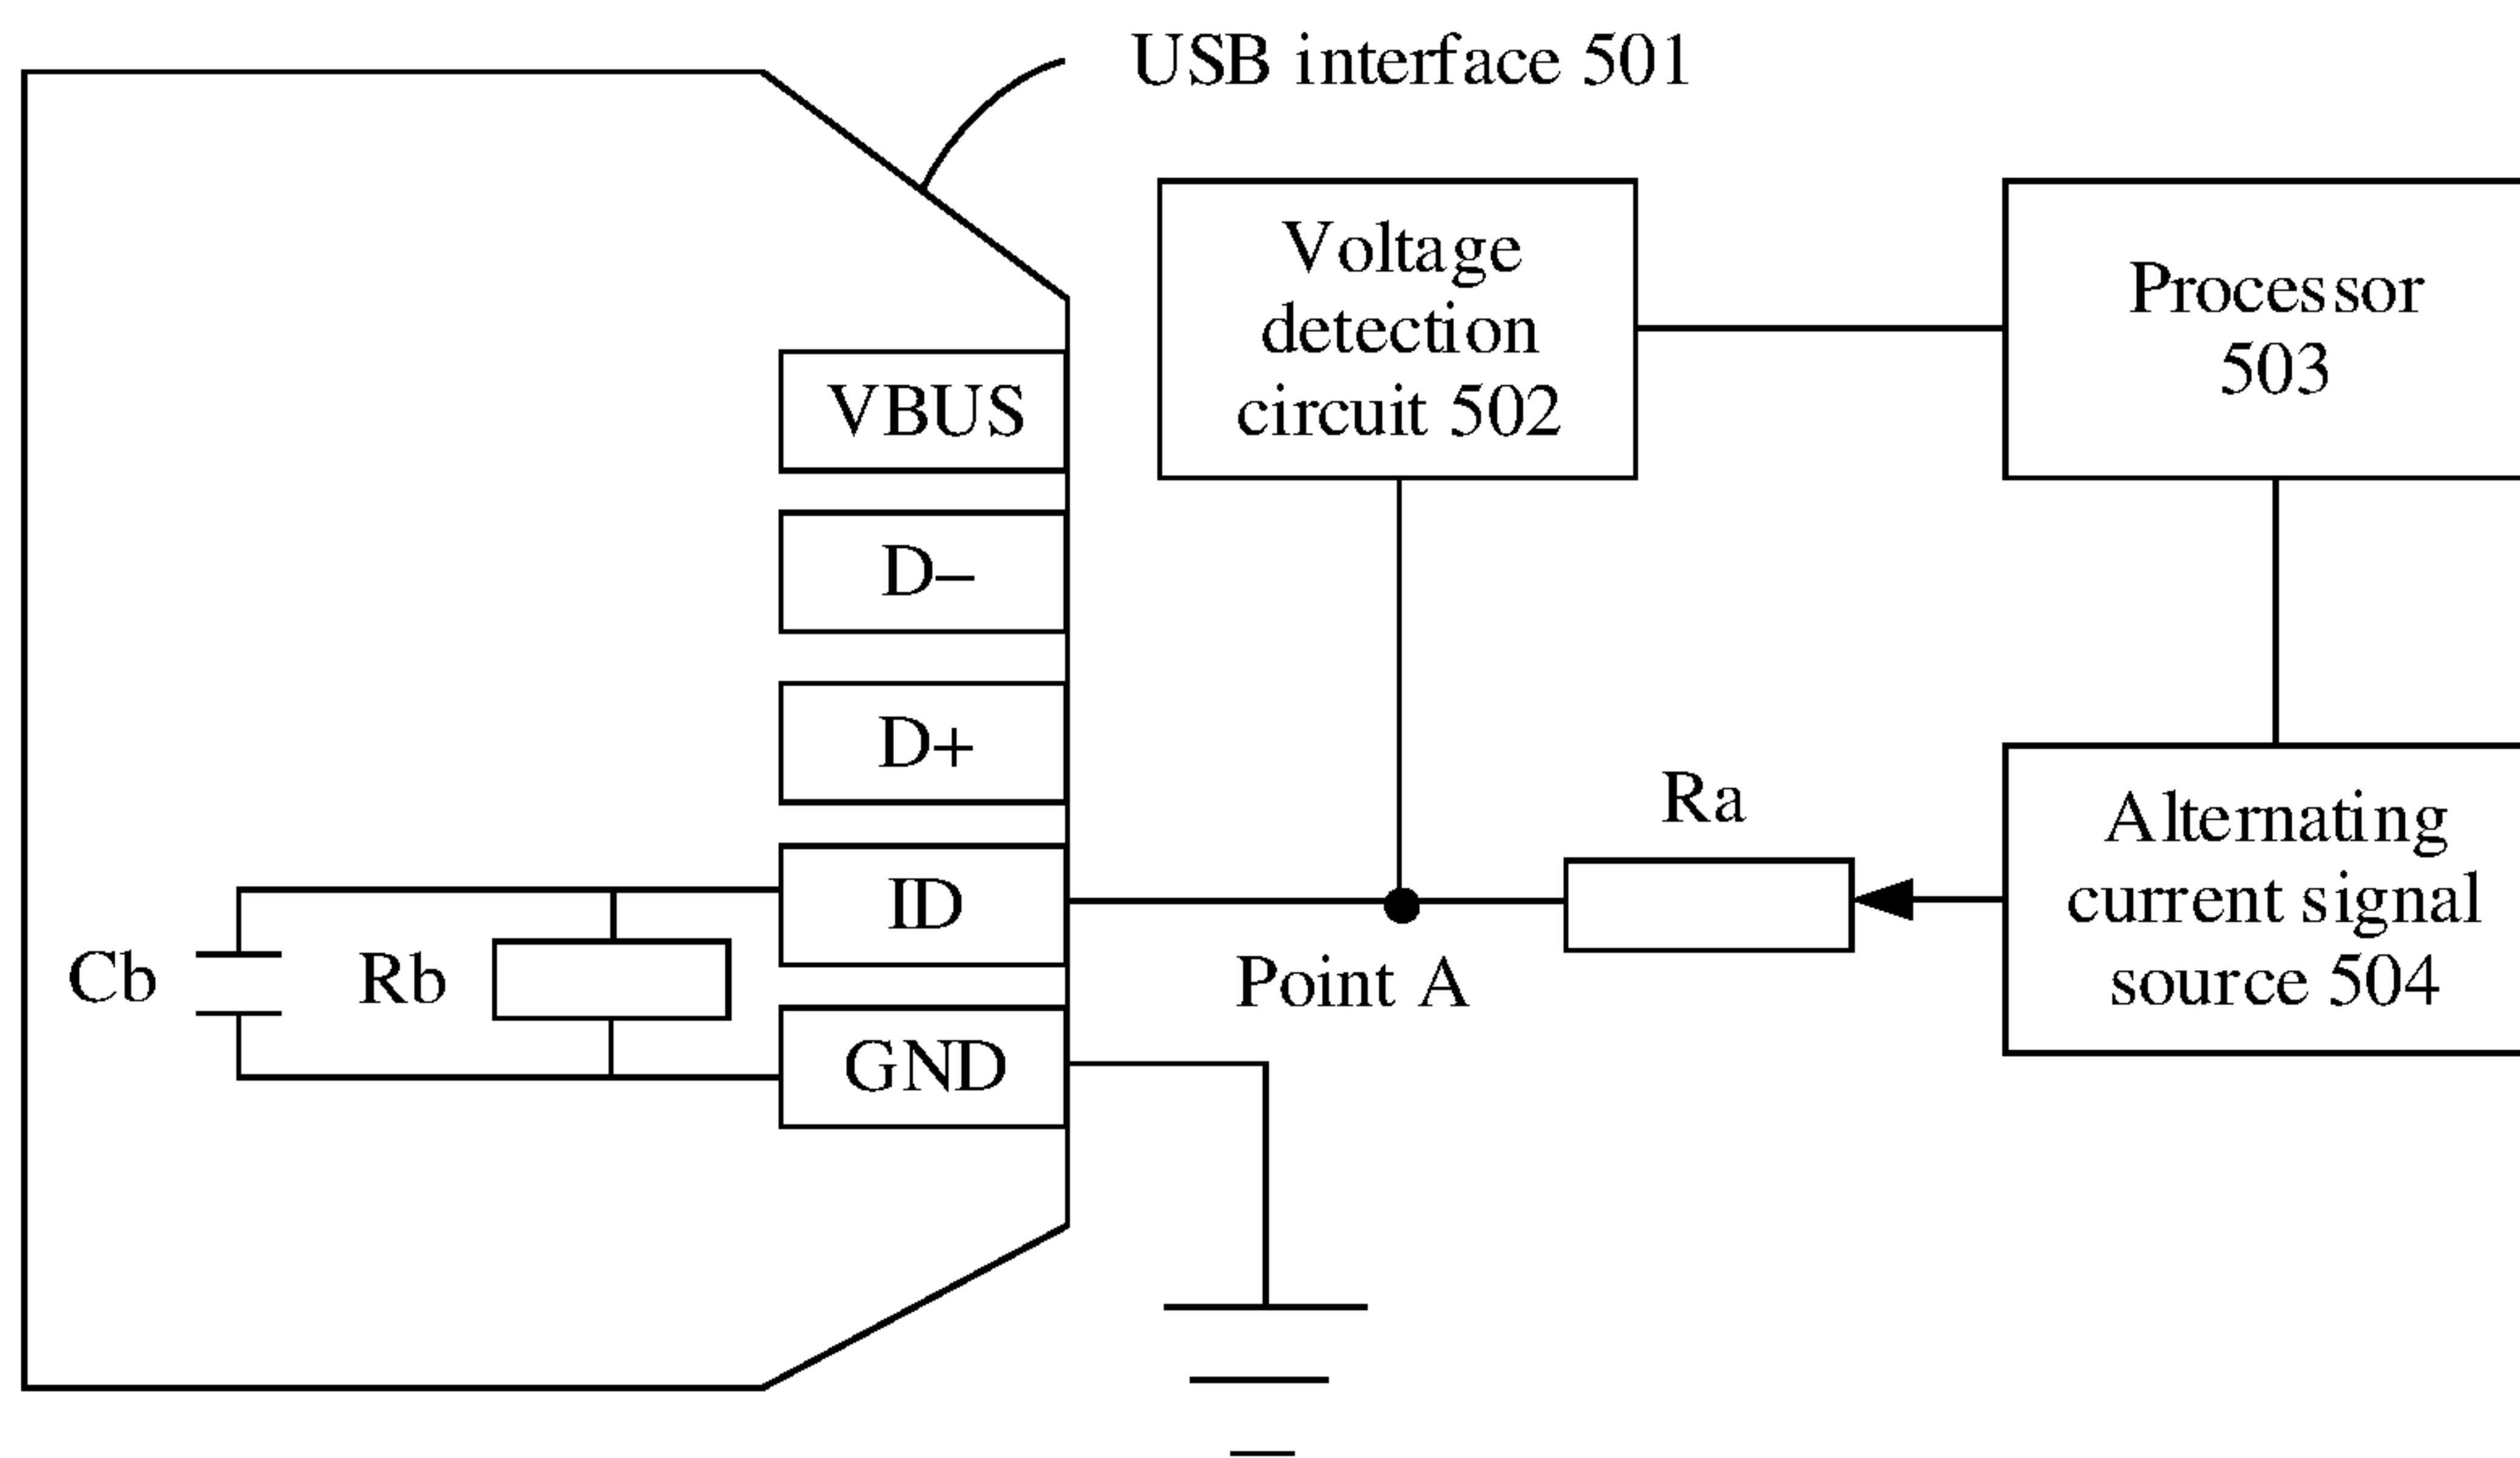 USB interface 501
Voltage
detection
circuit 502
Processor
503
VBUS
D−
D+
Ra
ID
Alternating
current signal
source 504
Cb
Rb
Point A
GND